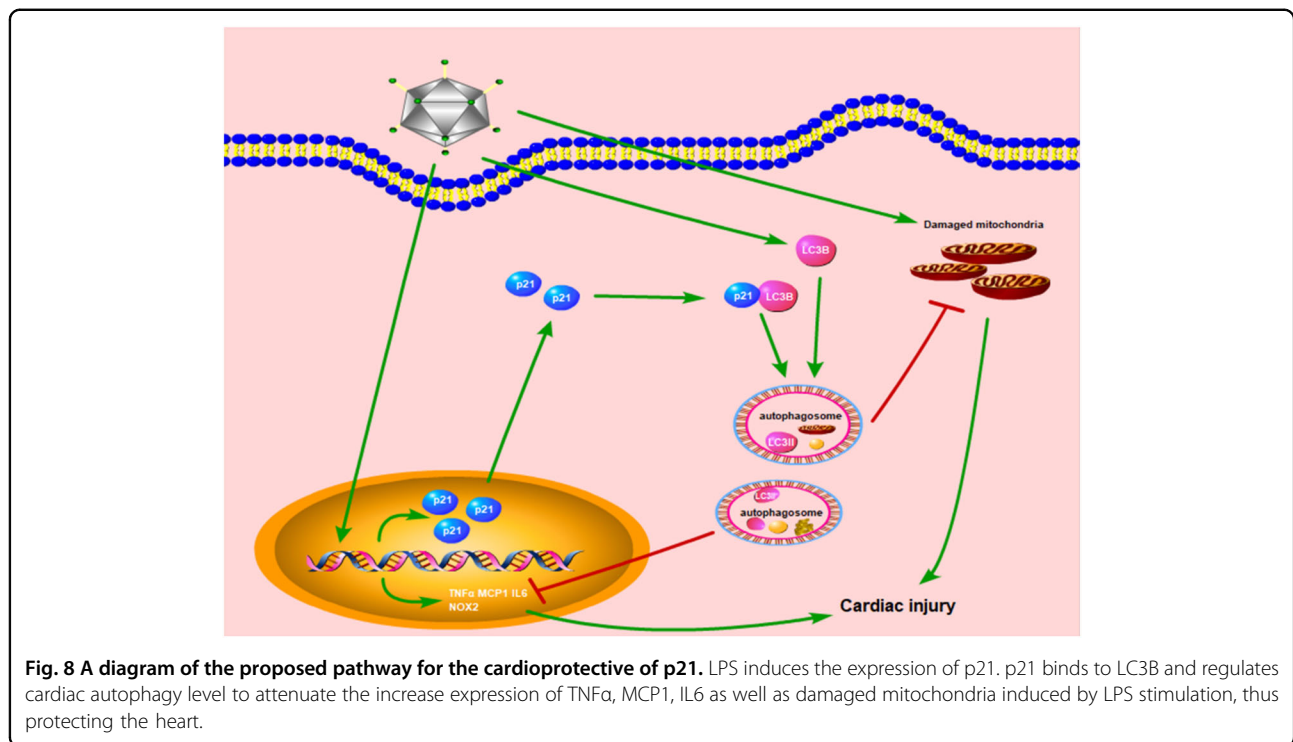 Damaged mitochondria
LC3B
p21
p21
p21 LC3B
autophagosome
LC3II
LC3II
autophagosome
p21
p21
p21
TNFα MCP1 IL6
NOX2
Cardiac injury
Fig. 8 A diagram of the proposed pathway for the cardioprotective of p21. LPS induces the expression of p21. p21 binds to LC3B and regulates
cardiac autophagy level to attenuate the increase expression of TNFα, MCP1, IL6 as well as damaged mitochondria induced by LPS stimulation, thus
protecting the heart.